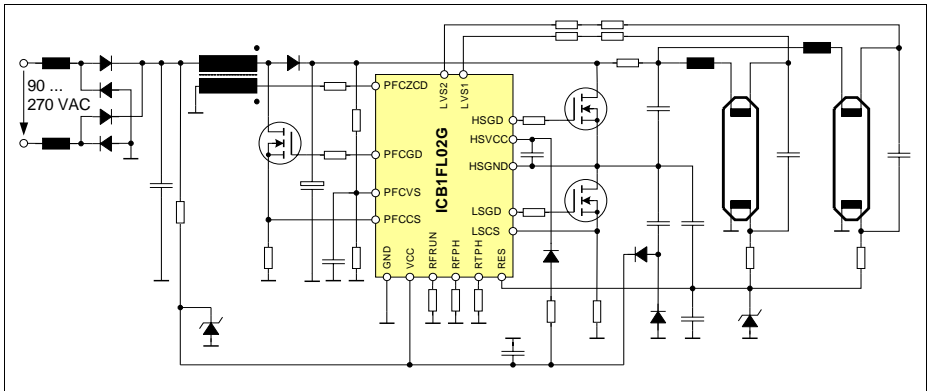 90 ...
270 VAC
PFCZCD
PFCGD
PFCVS
PFCCS
LVS2
LVS1
ICB1FL02G
HSGD
HSVCC
HSGND
LSGD
LSCS
GND
VCC
RFRUN
RFPH
RTPH
RES